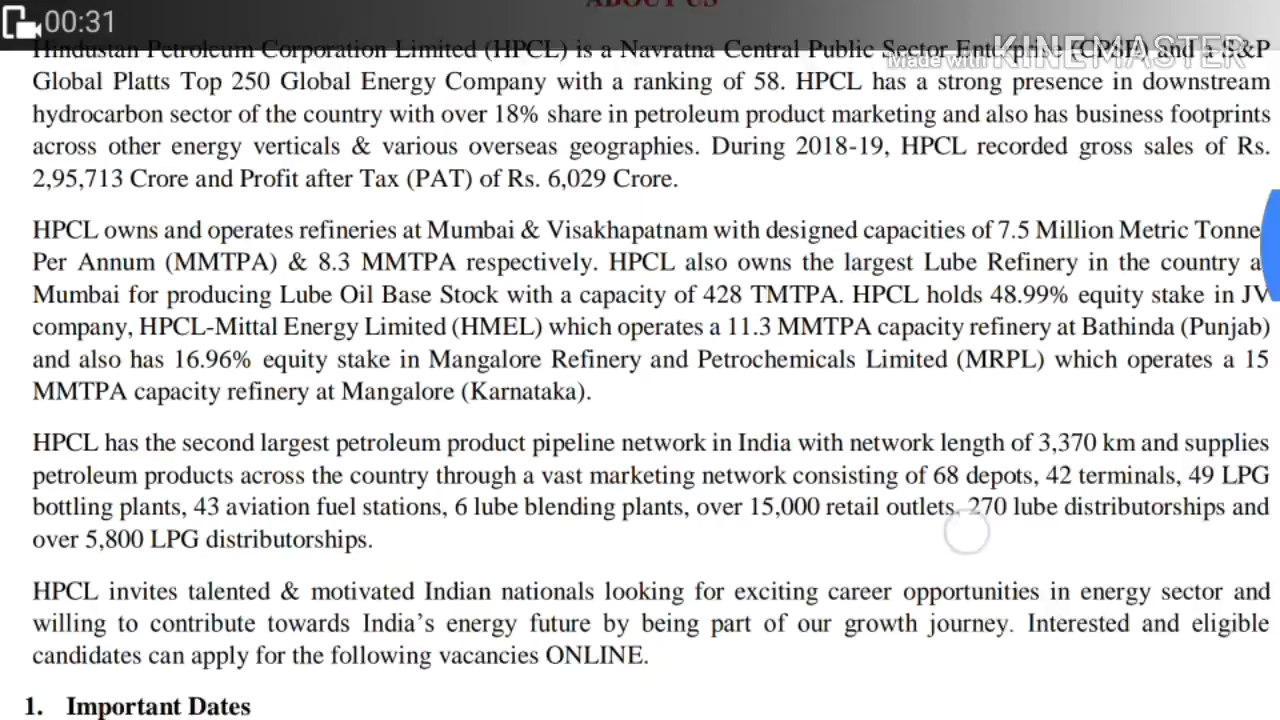 ABOUT US
00:31
Made with KINEMASTER
Hindustan Petroleum Corporation Limited (HPCL) is a Navratna Central Public Sector Enterprise (CPSE) and a S&P
Global Platts Top 250 Global Energy Company with a ranking of 58. HPCL has a strong presence in downstream
hydrocarbon sector of the country with over 18% share in petroleum product marketing and also has business footprints
across other energy verticals & various overseas geographies. During 2018-19, HPCL recorded gross sales of Rs.
2,95,713 Crore and Profit after Tax (PAT) of Rs. 6,029 Crore.
HPCL owns and operates refineries at Mumbai & Visakhapatnam with designed capacities of 7.5 Million Metric Tonne
Per Annum (MMTPA) & 8.3 MMTPA respectively. HPCL also owns the largest Lube Refinery in the country a
Mumbai for producing Lube Oil Base Stock with a capacity of 428 TMTPA. HPCL holds 48.99% equity stake in JV
company, HPCL-Mittal Energy Limited (HMEL) which operates a 11.3 MMTPA capacity refinery at Bathinda (Punjab)
and also has 16.96% equity stake in Mangalore Refinery and Petrochemicals Limited (MRPL) which operates a 15
MMTPA capacity refinery at Mangalore (Karnataka).
HPCL has the second largest petroleum product pipeline network in India with network length of 3,370 km and supplies
petroleum products across the country through a vast marketing network consisting of 68 depots, 42 terminals, 49 LPG
bottling plants, 43 aviation fuel stations, 6 lube blending plants, over 15,000 retail outlets, 270 lube distributorships and
over 5,800 LPG distributorships.
HPCL invites talented & motivated Indian nationals looking for exciting career opportunities in energy sector and
willing to contribute towards India’s energy future by being part of our growth journey. Interested and eligible
candidates can apply for the following vacancies ONLINE.
1. Important Dates